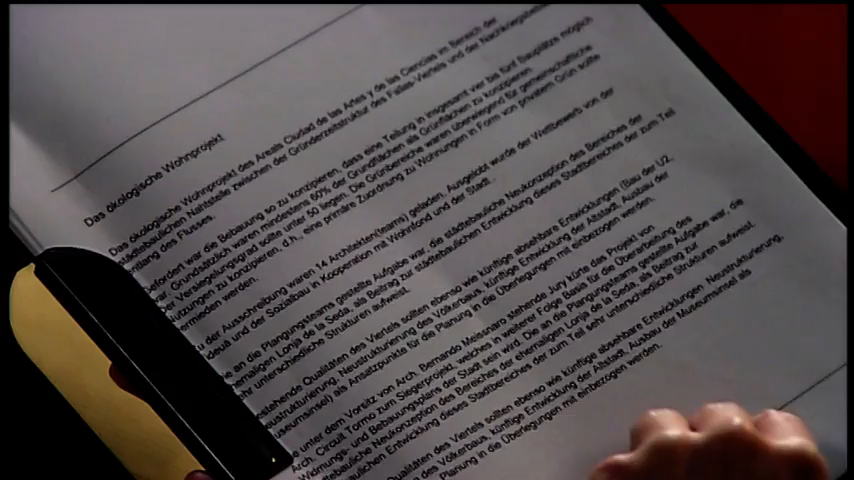 Das ökologische Wohnprojekt
Das ökologische Wohnprojekt des Areals Ciudad de las Artes y de las Ciencias im Bereich der
städtebaulichen Nahtstelle zwischen der Gründerzeitstruktur des Fallas-Viertels und der
entlang des Flusses.
Gefordert war die Bebauung so zu konzipieren, dass eine Teilung in insgesamt vier bis fünf Bauplätze möglich
Grundsätzlich waren mindestens 60% der Grundflächen als Grünflächen zu konzipieren.
Der Versiegelungsgrad sollte unter 50 liegen. Die Grünbereiche waren überwiegend für gemeinschaftliche
Nutzungen zu konzipieren, d.h., eine primäre Zuordnung zu Wohnungen in Form von privatem Grün sollte
vermieden werden.
Zu der Ausschreibung waren 14 Architekten(teams) geladen. Ausgelobt wurde der Wettbewerb von der
und der Sozialbau in Kooperation mit Wohnfond und der Stadt.
Die an die Plangungsteams gestellte Aufgabe war, die städtebauliche Neukonzeption des Bereiches der
ehemaligen Lonja de la Seda, als Beitrag zur städtebaulichen Entwicklung dieses Stadtbereiches der zum Teil
sehr unterschiedliche Strukturen aufweist.
stehende Qualitäten des Viertels sollten ebenso wie künftige absehbare Entwicklungen (Bau der U2,
Neustrukturierung, Neustrukturierung des Völkerbaus, künftige Entwicklung der Altstadt, Ausbau der
Museumsinsel) als Ansatzpunkte für die Planung in die Überlegungen mit einbezogen werden.
unter dem Vorsitz von Arch. Bernando Messnars stehende Jury kürte das Projekt von
Arch. Circuit Tormo zum Siegerprojekt, welches in weiterer Folge Basis für die Überarbeitung des
Widmungs- und Bebauungsplans der Stadt sein wird. Die an die Plangungsteams gestellte Aufgabe war, die
städtebauliche Neukonzeption des Bereiches der ehemaligen Lonja de la Seda, als Beitrag zur
städtebaulichen Entwicklung dieses Stadtbereiches der zum Teil sehr unterschiedliche Strukturen aufweist.
Qualitäten des Viertels sollten ebenso wie künftige absehbare Entwicklungen Neustrukturierung,
des Völkerbaus, künftige Entwicklung der Altstadt, Ausbau der Museumsinsel als
Planung in die Überlegungen mit einbezogen werden.